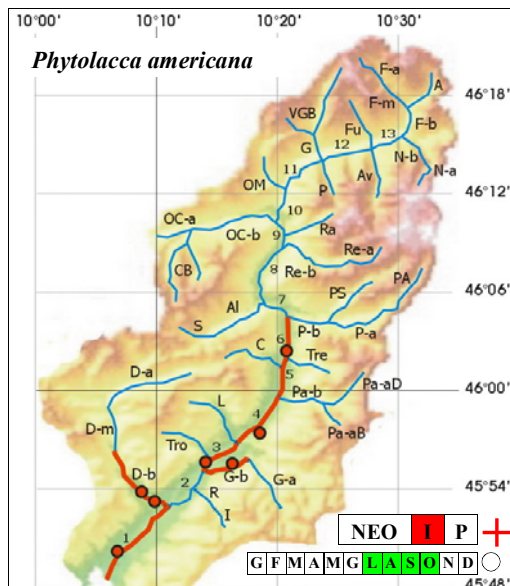 10°00' 10°10' 10°20' 10°30'
Phytolacca americana
F-a
A
46°18'
F-m
VGB
Fu
F-b
13
12
G
N-b
11
N-a
OM
P
Av
46°12'
10
OC-a
Ra
OC-b
9
Re-a
CB
8
Re-b
PA
46°06'
7
PS
Al
S
P-b
P-a
6
C
Tre
D-a
5
46°00'
Pa-b
Pa-aD
L
4
D-m
Pa-aB
Tro
3
D-b
G-b
G-a
2
R
45°54'
I
1
NEO I P
G F M A M G L A S O N D
45°48'